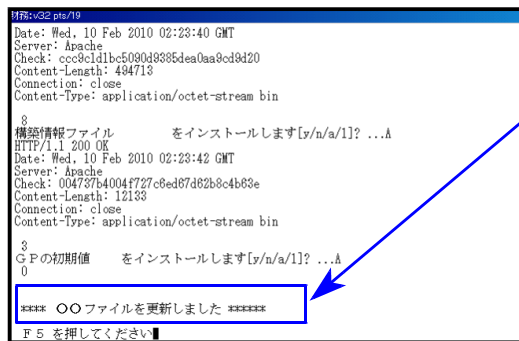 財務:v32 pts/19
Date: Wed, 10 Feb 2010 02:23:40 GMT
Server: Apache
Check: ccc9c1d1bc5090d9385dea0aa9cd9d20
Content-Length: 494713
Connection: close
Content-Type: application/octet-stream bin
8
構築情報ファイル をインストールします[y/n/a/l]? ...A
HTTP/1.1 200 OK
Date: Wed, 10 Feb 2010 02:23:42 GMT
Server: Apache
Check: 004737b4004f727c6ed67d62b8c4b63e
Content-Length: 12133
Connection: close
Content-Type: application/octet-stream bin
3
GPの初期値 をインストールします[y/n/a/l]? ...A
0
**** 〇〇ファイルを更新しました ******
F5 を押してください